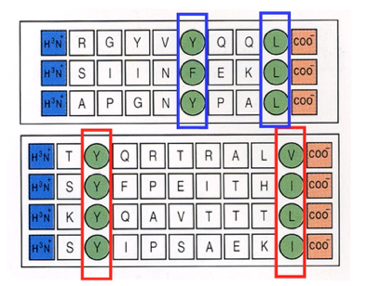 H₃N⁺ R G Y V Y Q Q L COO⁻
H₃N⁺ S I I N F E K L COO⁻
H₃N⁺ A P G N Y P A L COO⁻
H₃N⁺ T Y Q R T R A L V COO⁻
H₃N⁺ S Y F P E I T H I COO⁻
H₃N⁺ K Y Q A V T T T L COO⁻
H₃N⁺ S Y I P S A E K I COO⁻